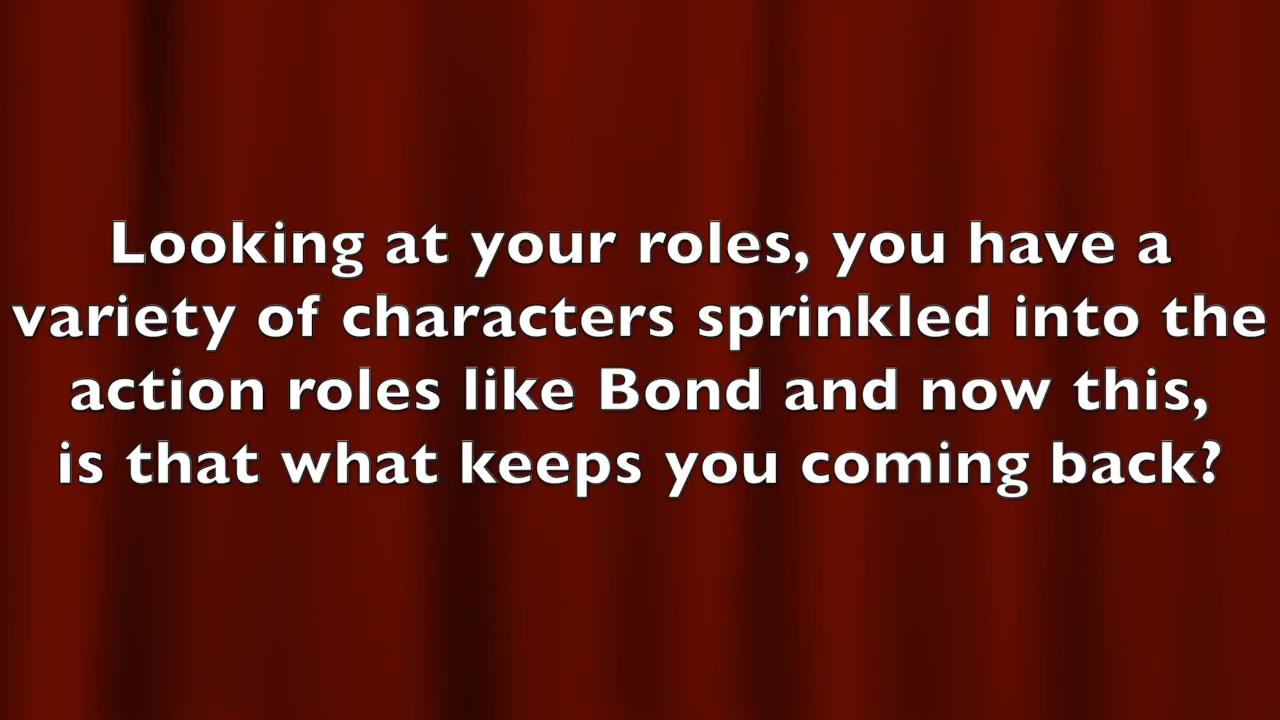 Looking at your roles, you have a
variety of characters sprinkled into the
action roles like Bond and now this,
is that what keeps you coming back?